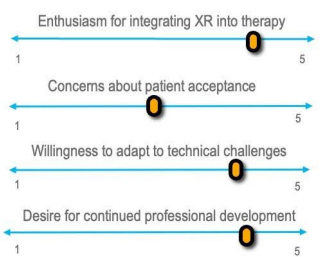 Enthusiasm for integrating XR into therapy
1 5
Concerns about patient acceptance
1 5
Willingness to adapt to technical challenges
1 5
Desire for continued professional development
1 5